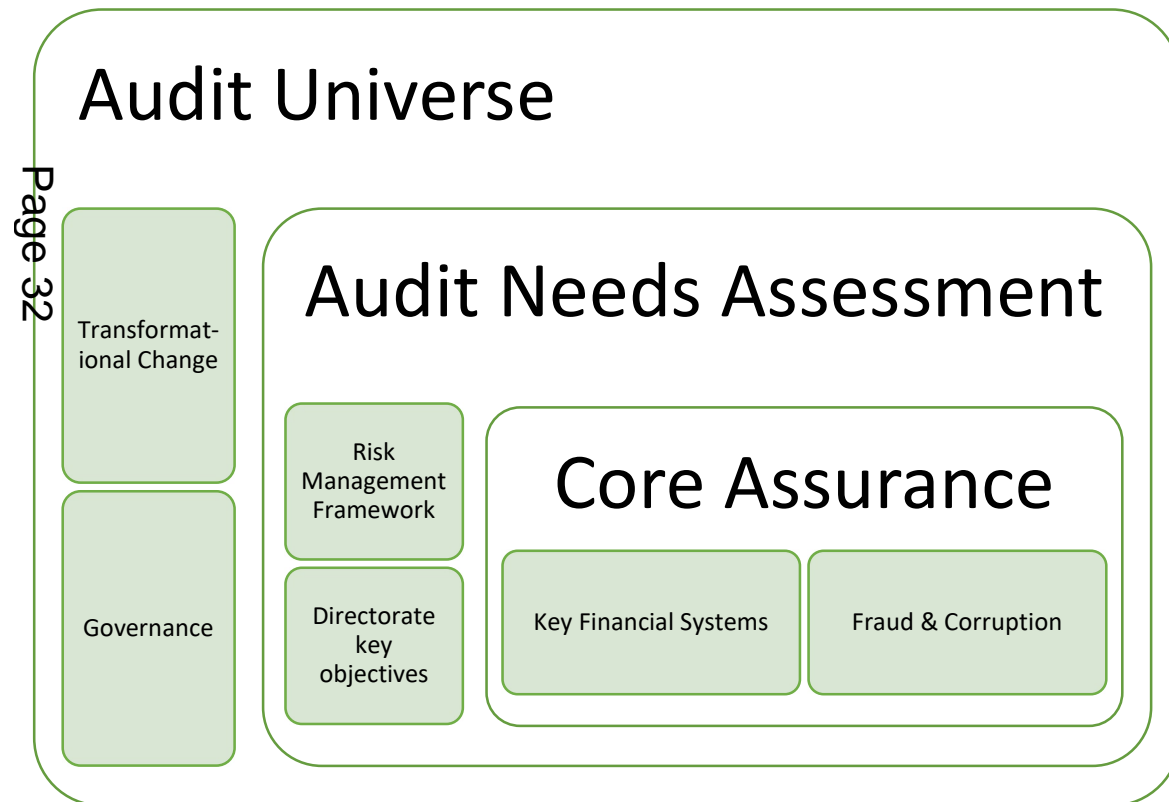 Audit Universe
Page 32
Transformat-
ional Change
Governance
Audit Needs Assessment
Risk
Management
Framework
Directorate
key
objectives
Core Assurance
Key Financial Systems
Fraud & Corruption